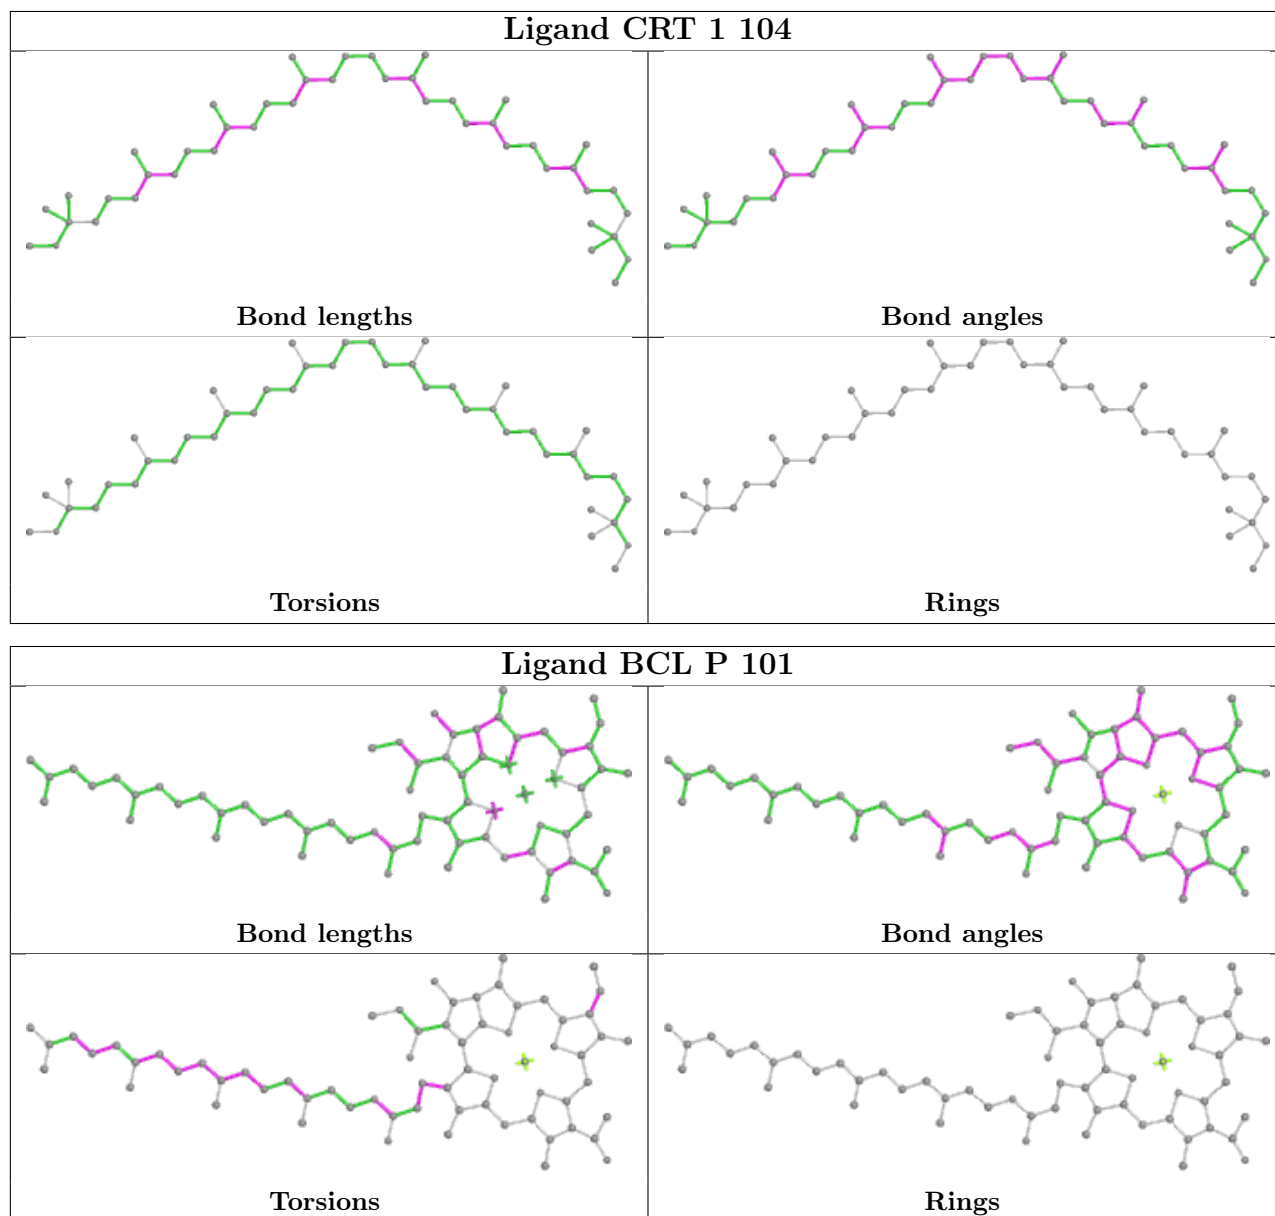 Ligand CRT 1 104
Bond lengths
Bond angles
Torsions
Rings
Ligand BCL P 101
Bond lengths
Bond angles
Torsions
Rings